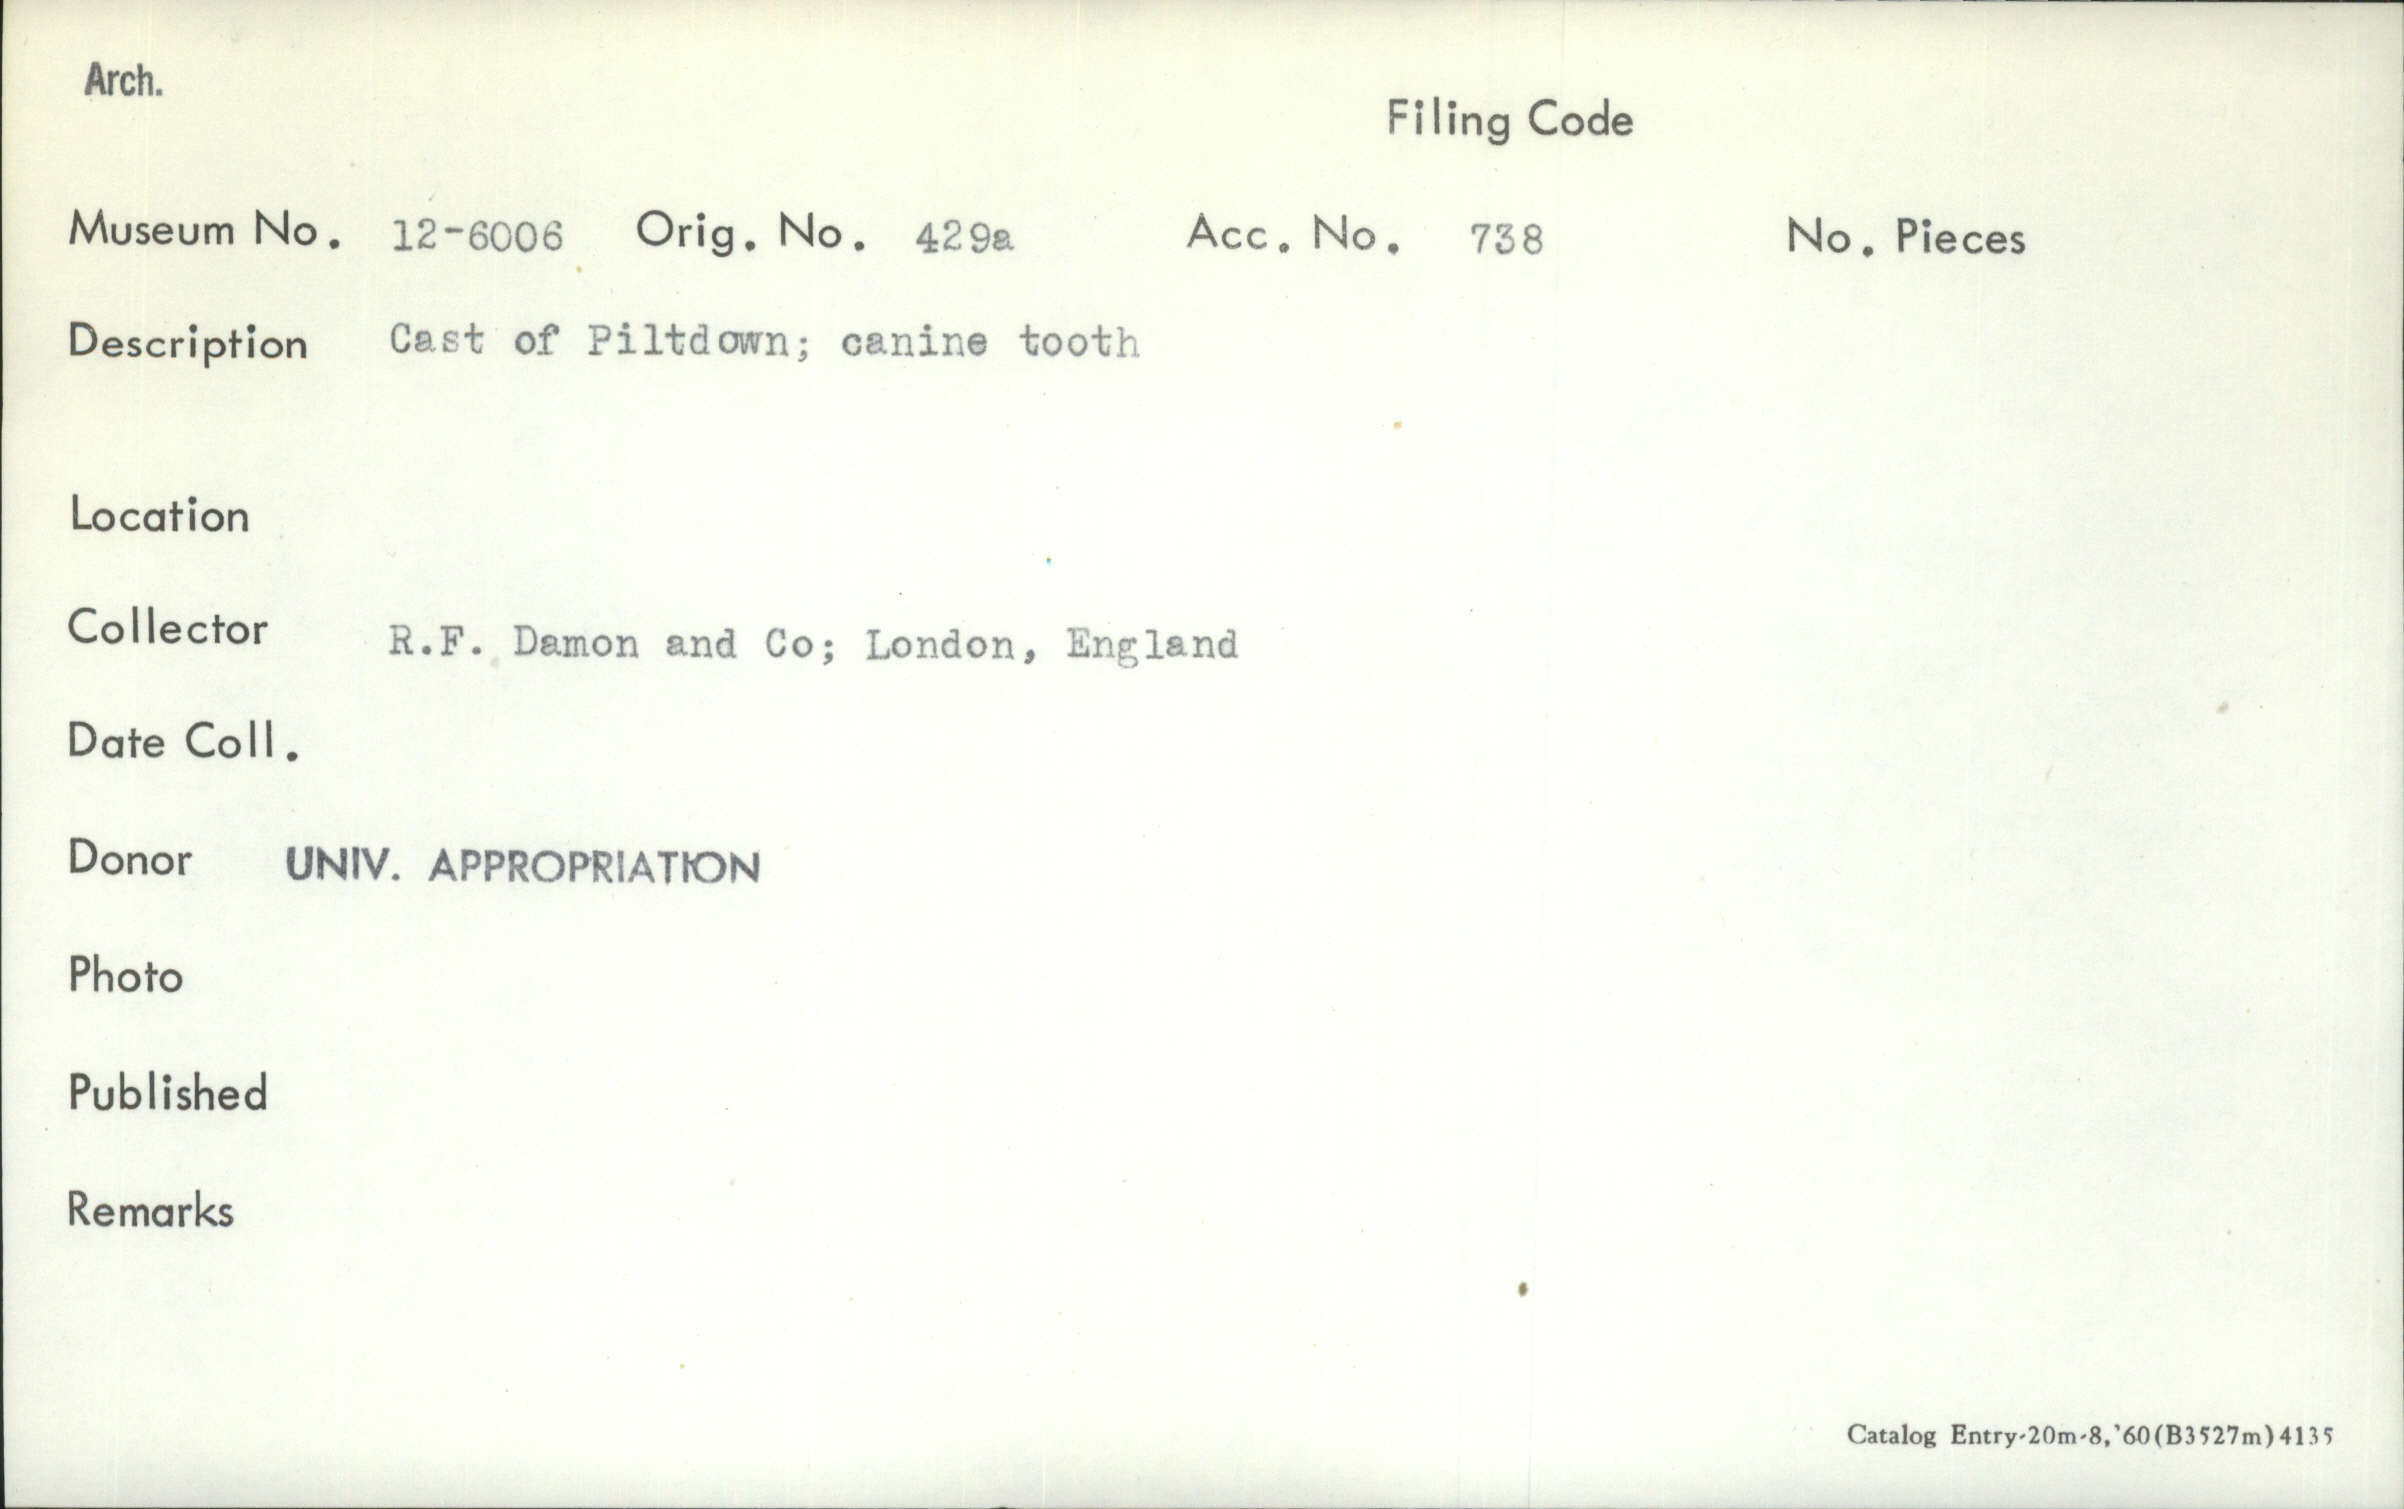 Arch.
Filing Code
Museum No. 12-6006 Orig. No. 429a Acc. No. 738 No. Pieces
Description Cast of Piltdown; canine tooth
Location
Collector R.F. Damon and Co; London, England
Date Coll.
Donor UNIV. APPROPRIATION
Photo
Published
Remarks
Catalog Entry-20m-8,'60(B3527m)4135